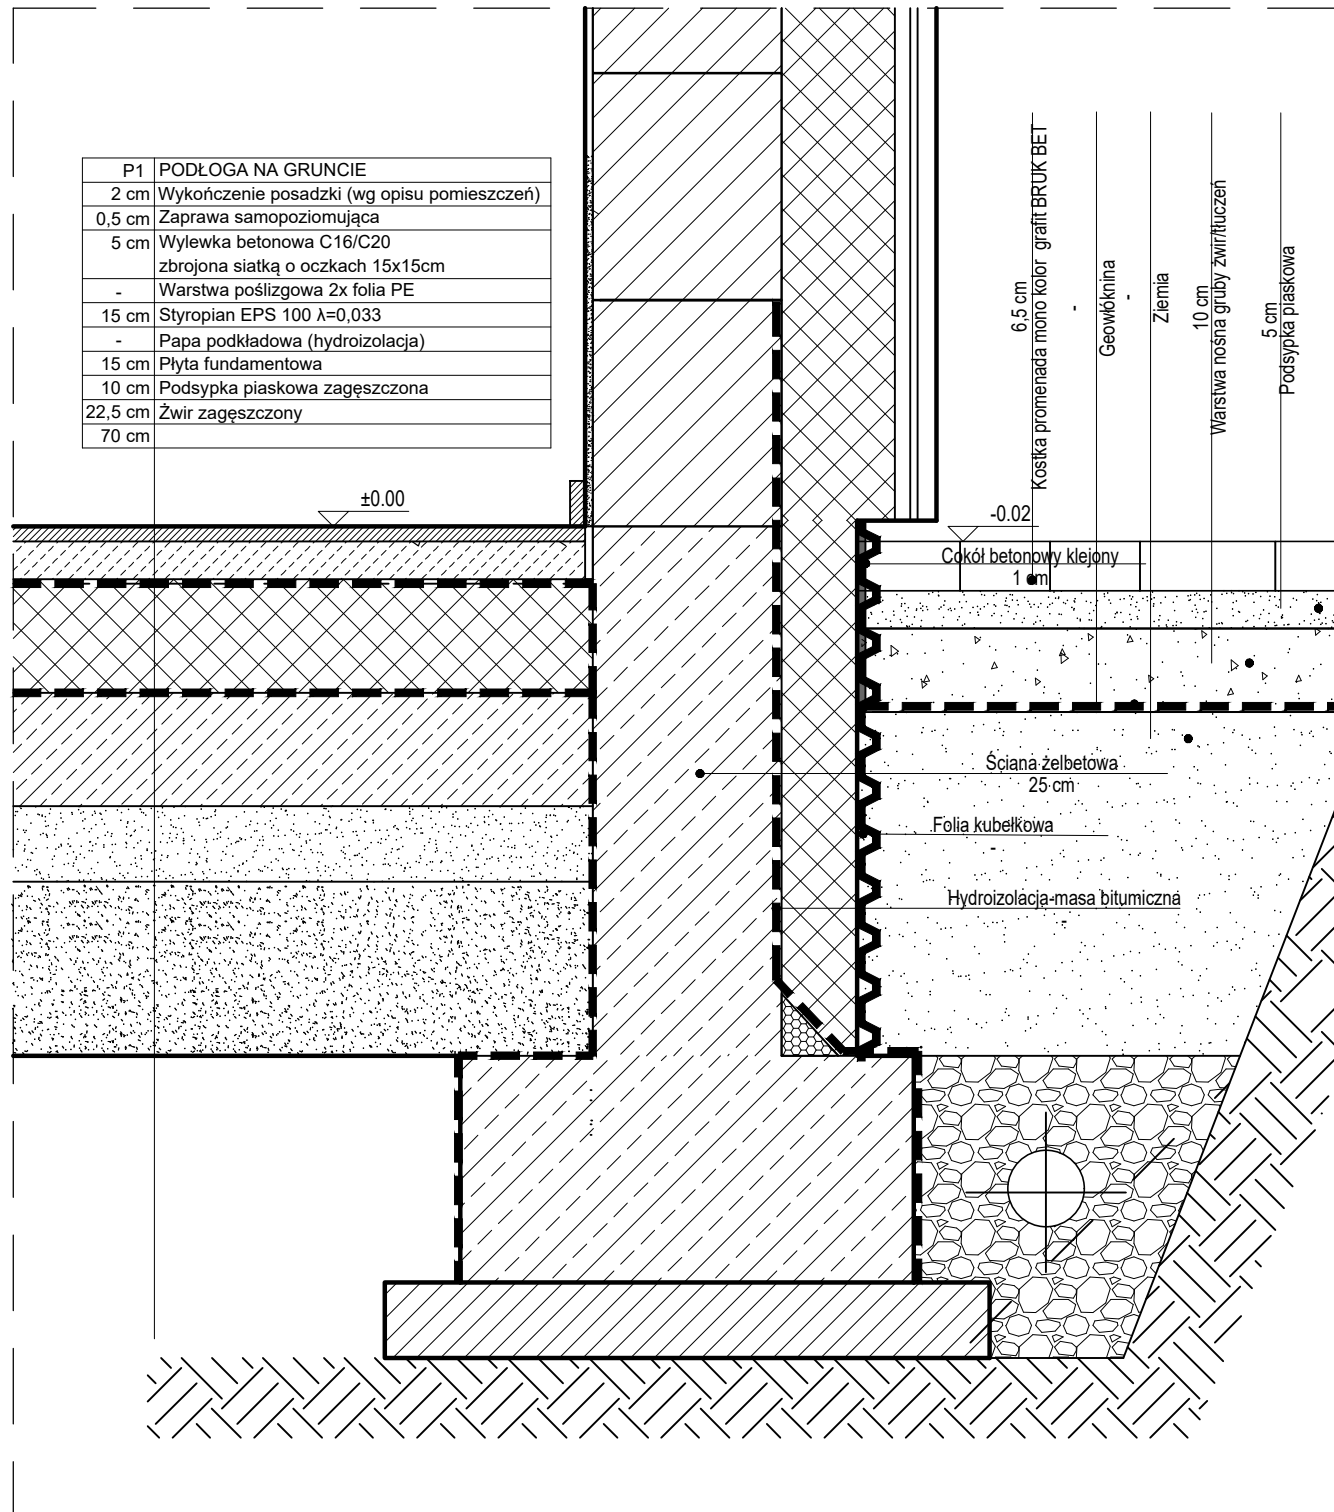 P1 PODŁOGA NA GRUNCIE
2 cm Wykończenie posadzki (wg opisu pomieszczeń)
0,5 cm Zaprawa samopoziomująca
5 cm Wylewka betonowa C16/C20
zbrojona siatką o oczkach 15x15cm
- Warstwa poślizgowa 2x folia PE
15 cm Styropian EPS 100 λ=0,033
- Papa podkładowa (hydroizolacja)
15 cm Płyta fundamentowa
10 cm Podsypka piaskowa zagęszczona
22,5 cm Żwir zagęszczony
70 cm
±0.00
6,5 cm
Kostka promenada mono kolor grafit BRUK BET
-
Geowłóknina
-
Ziemia
10 cm
Warstwa nośna gruby żwir/tłuczeń
5 cm
Podsypka piaskowa
-0.02
Cokół betonowy klejony
1 cm
Ściana żelbetowa
25 cm
Folia kubełkowa
-
Hydroizolacja-masa bitumiczna
-